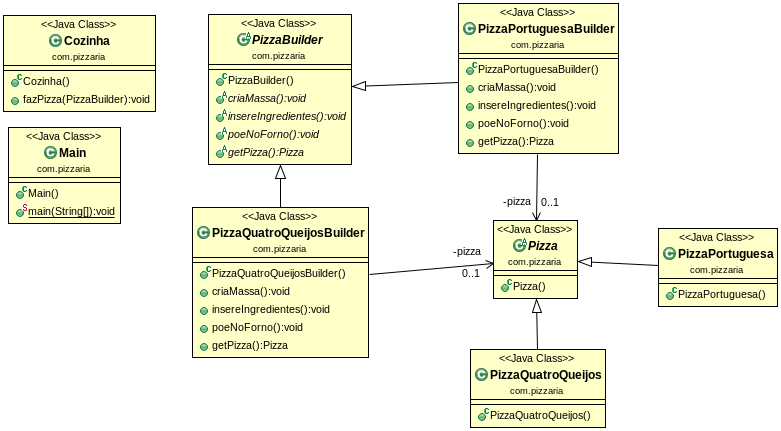 <<Java Class>>
Cozinha
com.pizzaria
Cozinha()
fazPizza(PizzaBuilder):void
<<Java Class>>
Main
com.pizzaria
Main()
main(String[]):void
<<Java Class>>
PizzaBuilder
com.pizzaria
PizzaBuilder()
criaMassa():void
insereIngredientes():void
poeNoForno():void
getPizza():Pizza
<<Java Class>>
PizzaPortuguesaBuilder
com.pizzaria
PizzaPortuguesaBuilder()
criaMassa():void
insereIngredientes():void
poeNoForno():void
getPizza():Pizza
-pizza 0..1
<<Java Class>>
PizzaQuatroQueijosBuilder
com.pizzaria
PizzaQuatroQueijosBuilder()
criaMassa():void
insereIngredientes():void
poeNoForno():void
getPizza():Pizza
-pizza
0..1
<<Java Class>>
Pizza
com.pizzaria
Pizza()
<<Java Class>>
PizzaPortuguesa
com.pizzaria
PizzaPortuguesa()
<<Java Class>>
PizzaQuatroQueijos
com.pizzaria
PizzaQuatroQueijos()